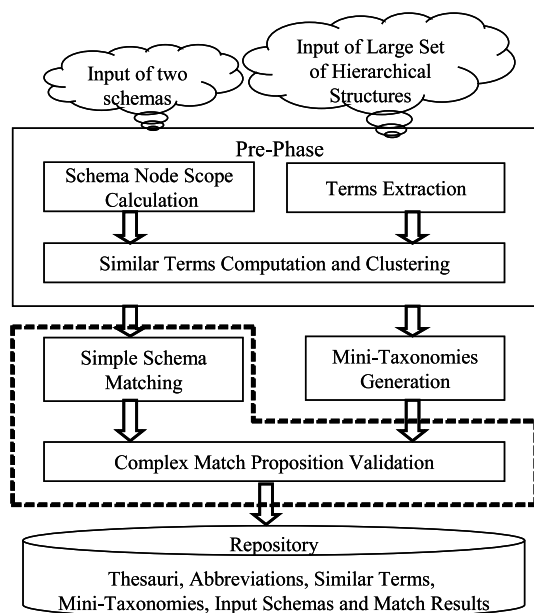 Input of two
schemas
Input of Large Set
of Hierarchical
Structures
Pre-Phase
Schema Node Scope
Calculation
Terms Extraction
Similar Terms Computation and Clustering
Simple Schema
Matching
Mini-Taxonomies
Generation
Complex Match Proposition Validation
Repository
Thesauri, Abbreviations, Similar Terms,
Mini-Taxonomies, Input Schemas and Match Results